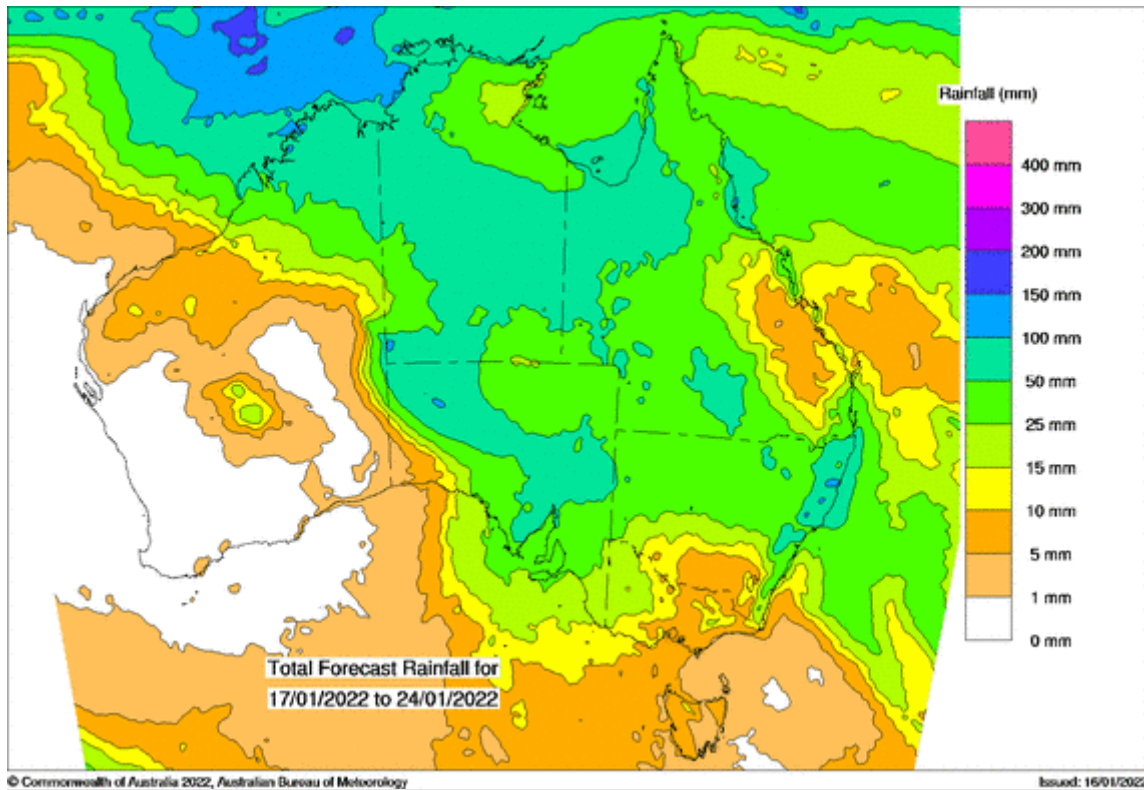 Rainfall (mm)
400 mm
300 mm
200 mm
150 mm
100 mm
50 mm
25 mm
15 mm
10 mm
5 mm
1 mm
0 mm
Total Forecast Rainfall for
17/01/2022 to 24/01/2022
© Commonwealth of Australia 2022, Australian Bureau of Meteorology
Issued: 16/01/2022